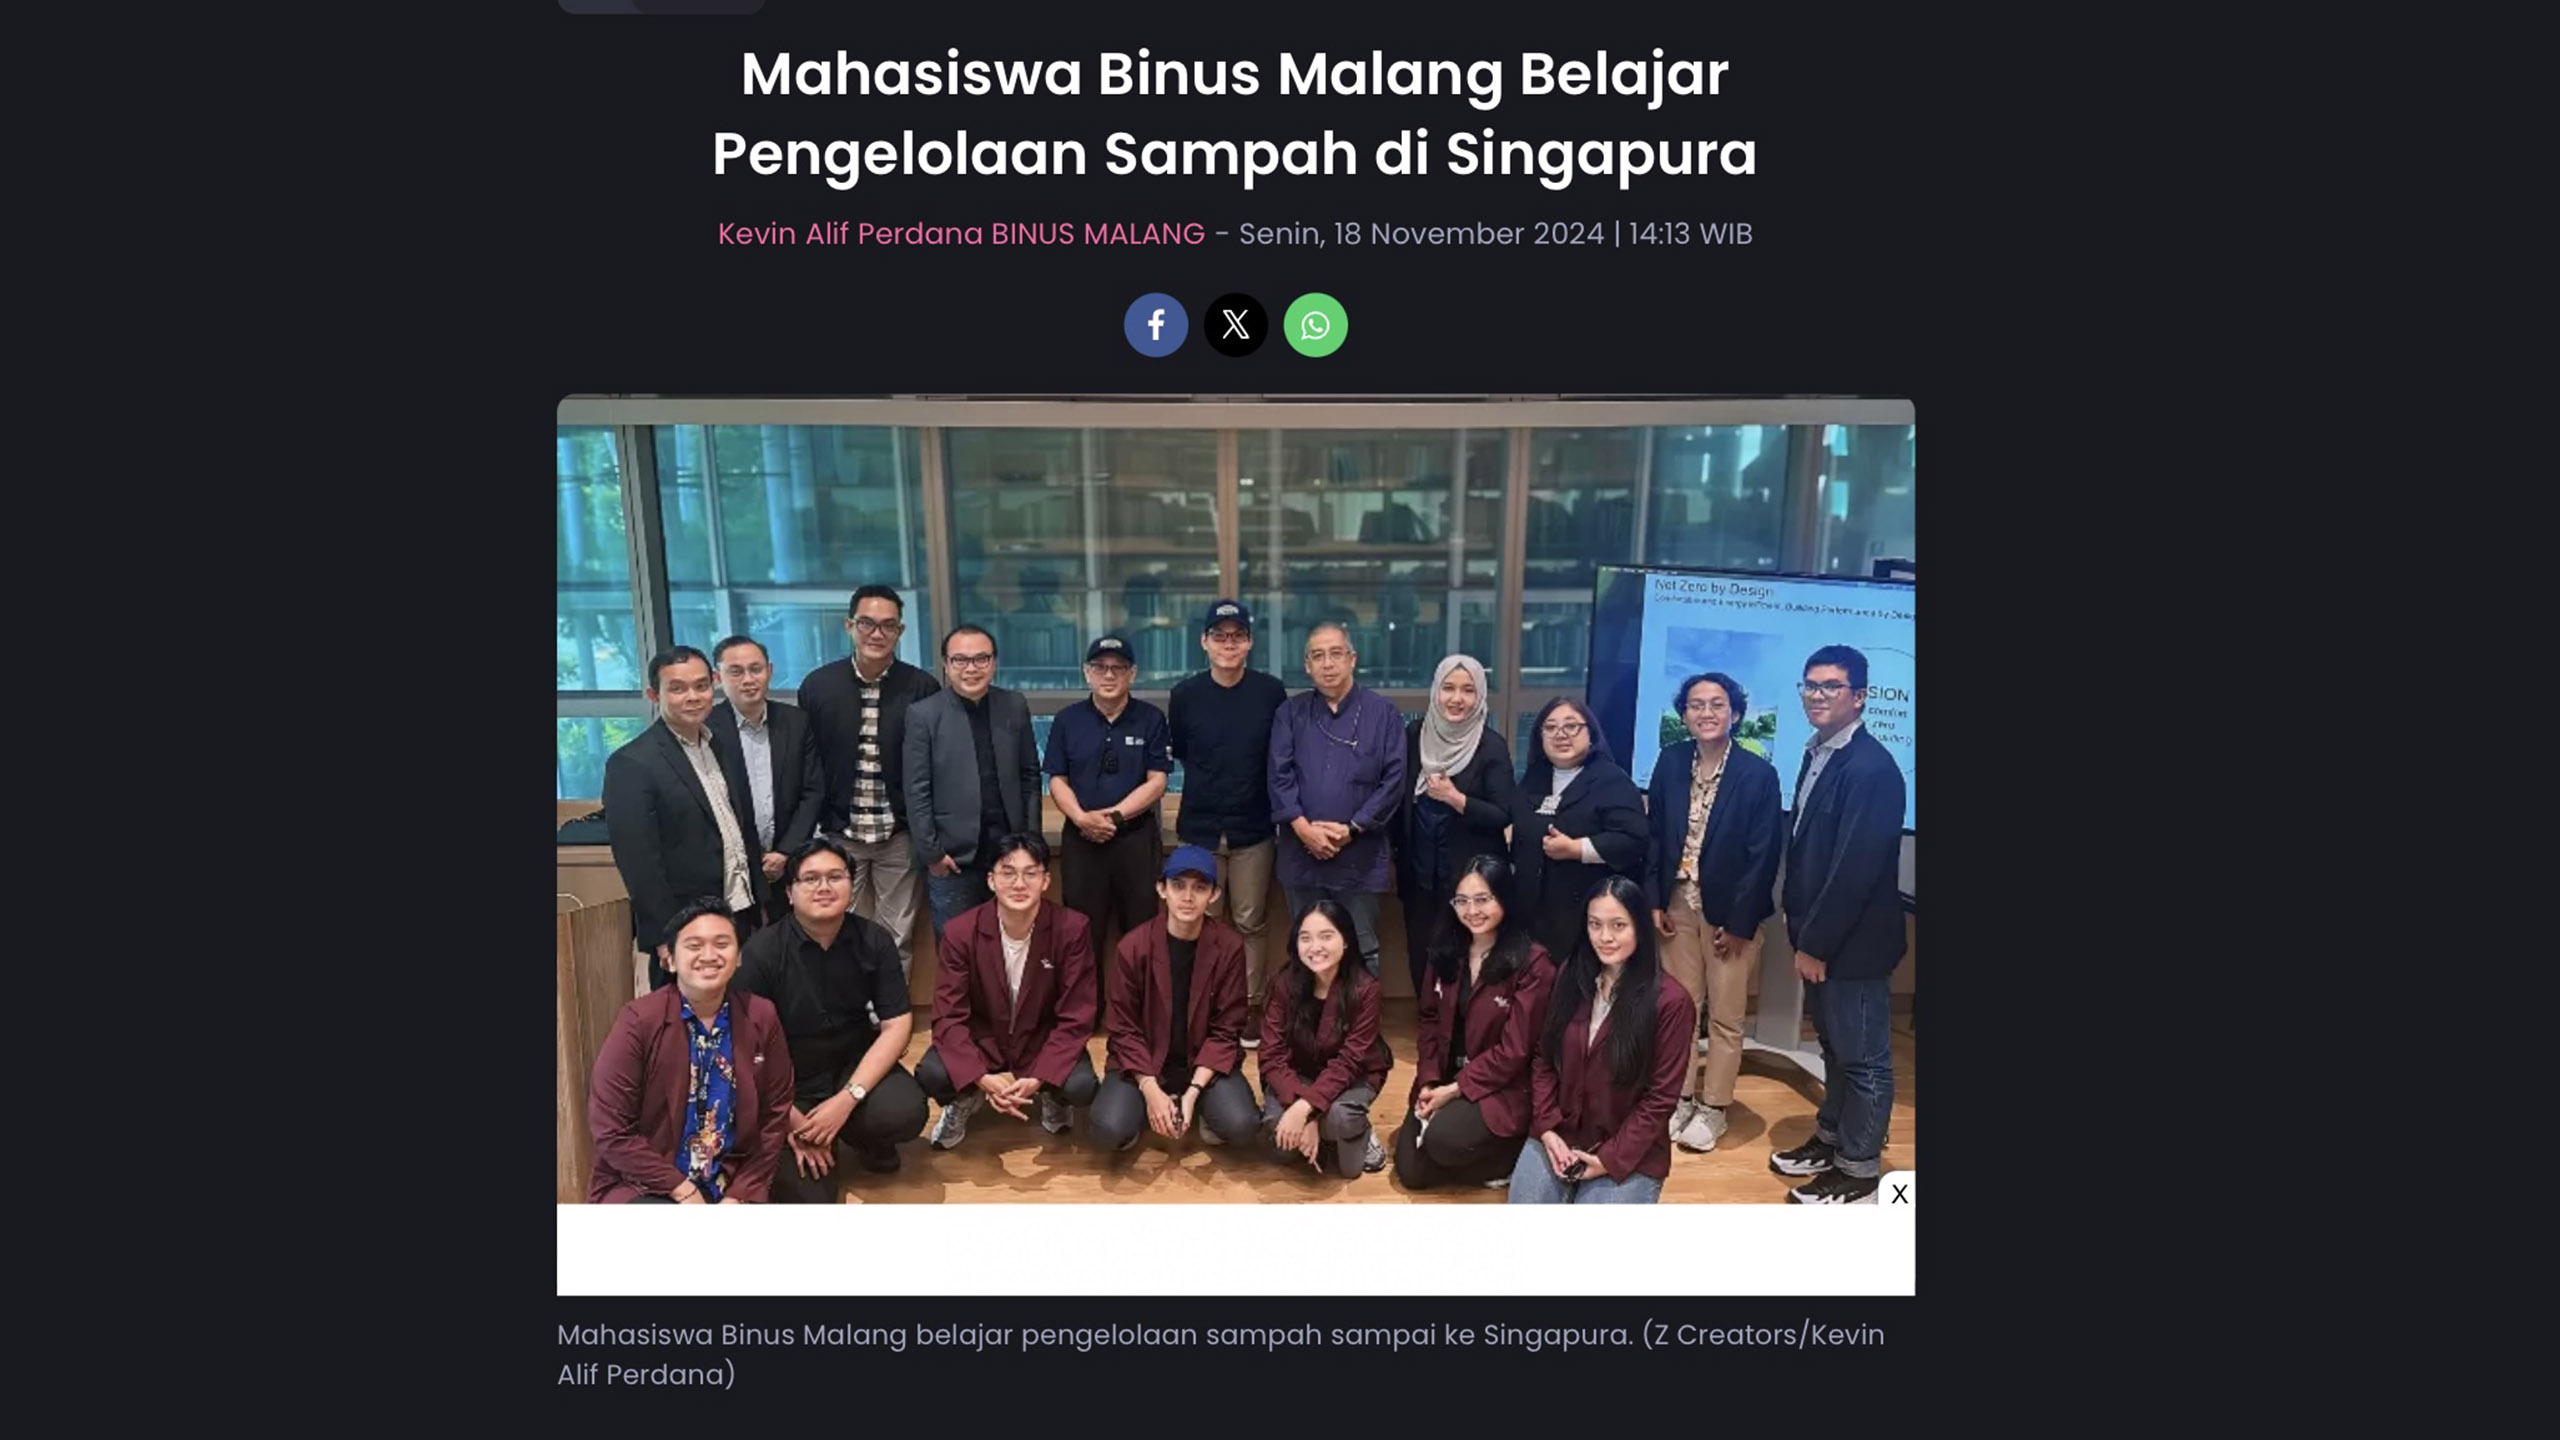 Mahasiswa Binus Malang Belajar
Pengelolaan Sampah di Singapura
Kevin Alif Perdana BINUS MALANG - Senin, 18 November 2024 | 14:13 WIB
Net Zero by Design
SION
comfort
zero
X
Mahasiswa Binus Malang belajar pengelolaan sampah sampai ke Singapura. (Z Creators/Kevin
Alif Perdana)